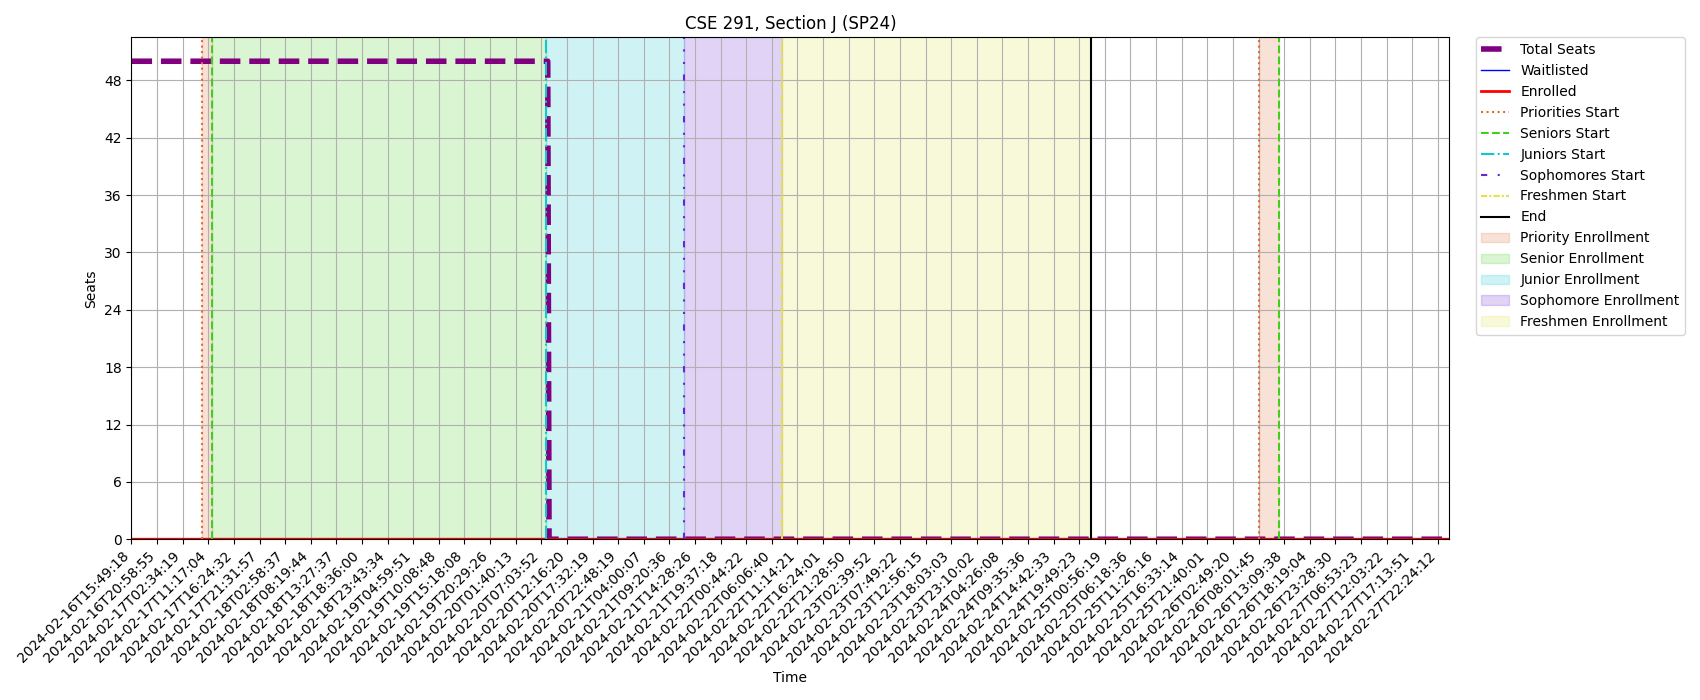 CSE 291, Section J (SP24)
Seats
48
42
36
30
24
18
12
6
0
2024-02-16T15:49:18
2024-02-16T20:58:55
2024-02-17T02:34:19
2024-02-17T11:17:04
2024-02-17T16:24:32
2024-02-17T21:31:57
2024-02-18T02:58:37
2024-02-18T08:19:44
2024-02-18T13:27:37
2024-02-18T18:36:00
2024-02-18T23:43:34
2024-02-19T04:59:51
2024-02-19T10:08:48
2024-02-19T15:18:08
2024-02-19T20:29:26
2024-02-20T01:40:13
2024-02-20T07:03:52
2024-02-20T12:16:20
2024-02-20T17:32:19
2024-02-20T22:48:19
2024-02-21T04:00:07
2024-02-21T09:20:36
2024-02-21T14:28:26
2024-02-21T19:37:18
2024-02-22T00:44:22
2024-02-22T06:06:40
2024-02-22T11:14:21
2024-02-22T16:24:01
2024-02-22T21:28:50
2024-02-23T02:39:52
2024-02-23T07:49:22
2024-02-23T12:56:15
2024-02-23T18:03:03
2024-02-23T23:10:02
2024-02-24T04:26:08
2024-02-24T09:35:36
2024-02-24T14:42:33
2024-02-24T19:49:23
2024-02-25T00:56:19
2024-02-25T06:18:36
2024-02-25T11:26:16
2024-02-25T16:33:14
2024-02-25T21:40:01
2024-02-26T02:49:20
2024-02-26T08:01:45
2024-02-26T13:09:38
2024-02-26T18:19:04
2024-02-26T23:28:30
2024-02-27T06:53:23
2024-02-27T12:03:22
2024-02-27T17:13:51
2024-02-27T22:24:12
Time
Total Seats
Waitlisted
Enrolled
Priorities Start
Seniors Start
Juniors Start
Sophomores Start
Freshmen Start
End
Priority Enrollment
Senior Enrollment
Junior Enrollment
Sophomore Enrollment
Freshmen Enrollment